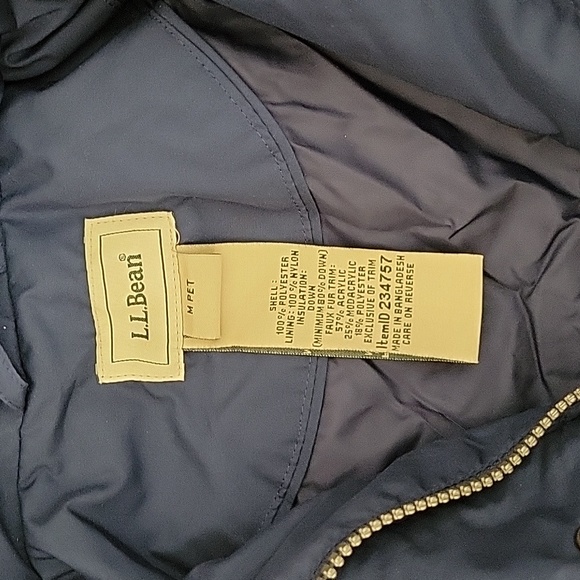 L.L.Bean®
M PET
SHELL:
100% POLYESTER
LINING: 100% NYLON
INSULATION:
DOWN
(MINIMUM 80% DOWN)
FAUX FUR TRIM:
57% ACRYLIC
25% MODACRYLIC
18% POLYESTER
EXCLUSIVE OF TRIM
ItemID 234757
MADE IN BANGLADESH
CARE ON REVERSE